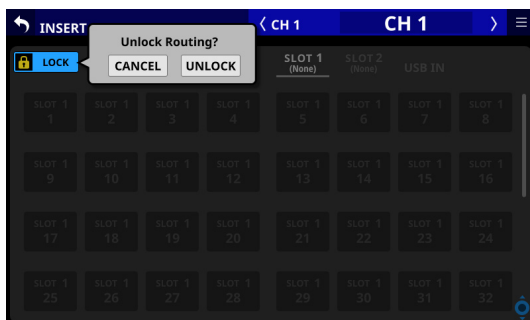 INSERT
CH 1
CH 1
Unlock Routing?
CANCEL
UNLOCK
LOCK
SLOT 1
(None)
SLOT 2
(None)
USB IN
SLOT 1
1
SLOT 1
2
SLOT 1
3
SLOT 1
4
SLOT 1
5
SLOT 1
6
SLOT 1
7
SLOT 1
8
SLOT 1
9
SLOT 1
10
SLOT 1
11
SLOT 1
12
SLOT 1
13
SLOT 1
14
SLOT 1
15
SLOT 1
16
SLOT 1
17
SLOT 1
18
SLOT 1
19
SLOT 1
20
SLOT 1
21
SLOT 1
22
SLOT 1
23
SLOT 1
24
SLOT 1
25
SLOT 1
26
SLOT 1
27
SLOT 1
28
SLOT 1
29
SLOT 1
30
SLOT 1
31
SLOT 1
32